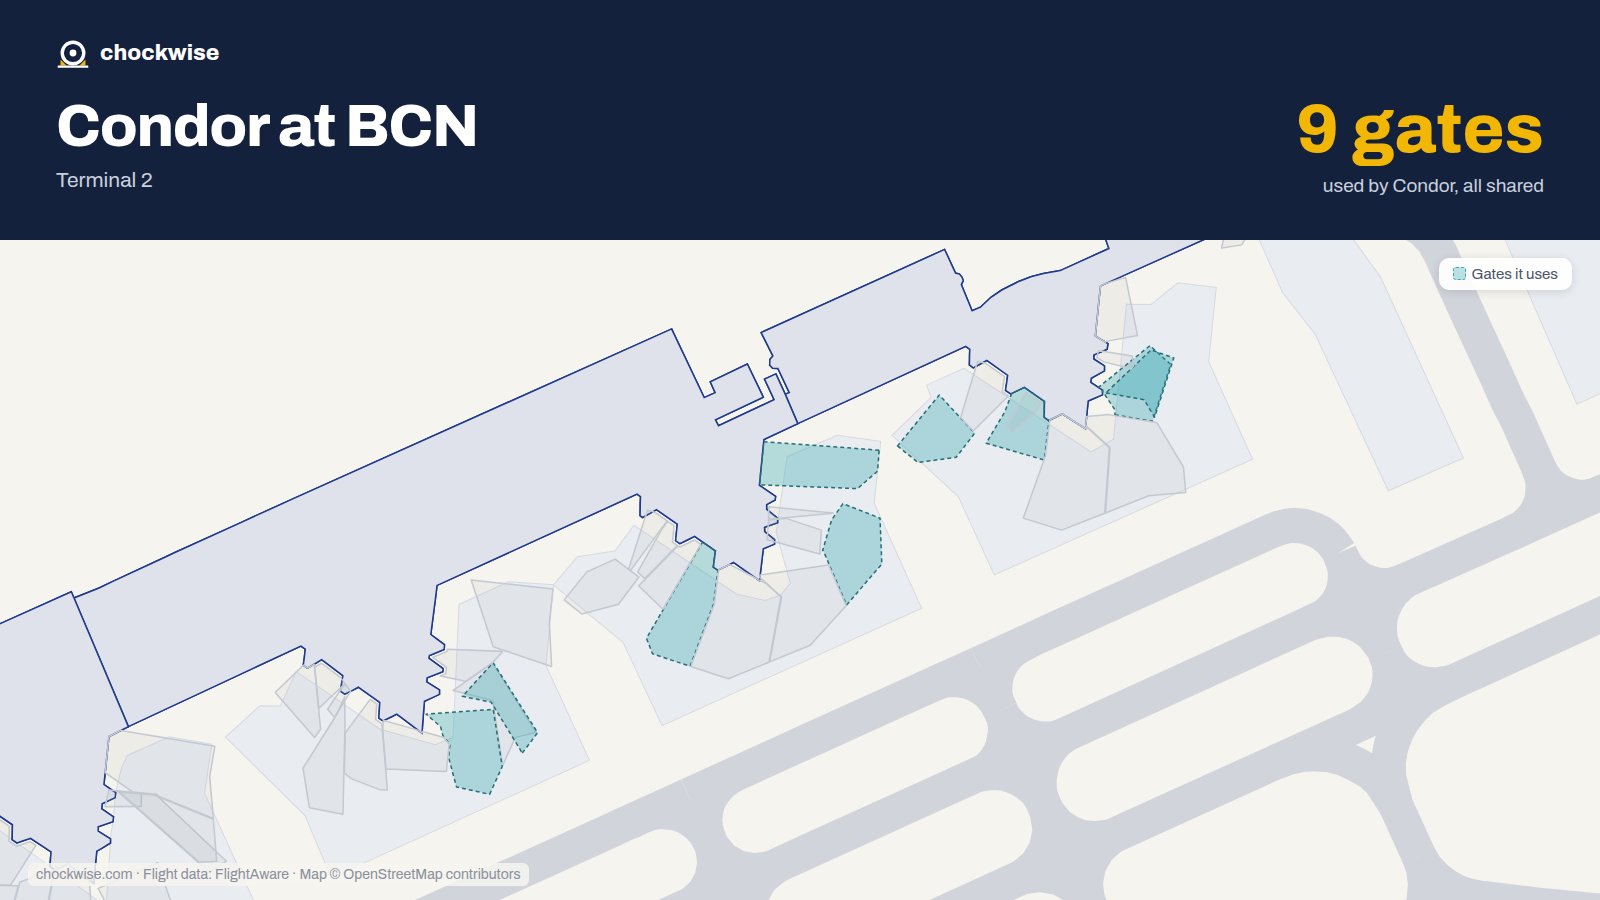 chockwise
Condor at BCN
Terminal 2
9 gates
used by Condor, all shared
Gates it uses
chockwise.com · Flight data: FlightAware · Map © OpenStreetMap contributors